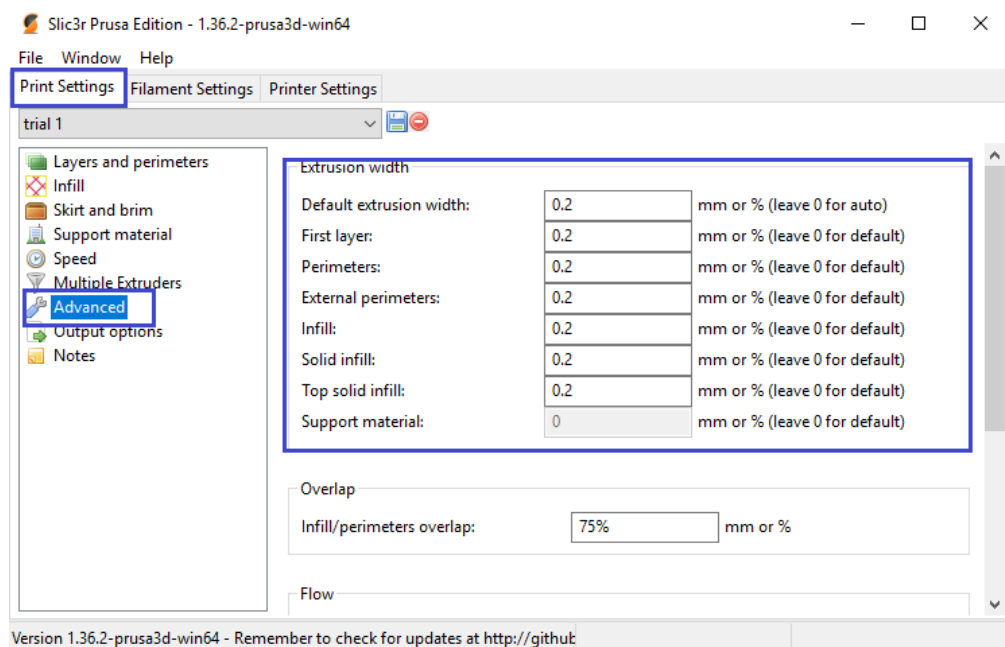 Slic3r Prusa Edition - 1.36.2-prusa3d-win64
File Window Help
Print Settings Filament Settings Printer Settings
trial 1
Layers and perimeters
Infill
Skirt and brim
Support material
Speed
Multiple Extruders
Advanced
Output options
Notes
Extrusion width
Default extrusion width: 0.2 mm or % (leave 0 for auto)
First layer: 0.2 mm or % (leave 0 for default)
Perimeters: 0.2 mm or % (leave 0 for default)
External perimeters: 0.2 mm or % (leave 0 for default)
Infill: 0.2 mm or % (leave 0 for default)
Solid infill: 0.2 mm or % (leave 0 for default)
Top solid infill: 0.2 mm or % (leave 0 for default)
Support material: 0 mm or % (leave 0 for default)
Overlap
Infill/perimeters overlap: 75% mm or %
Flow
Version 1.36.2-prusa3d-win64 - Remember to check for updates at http://github